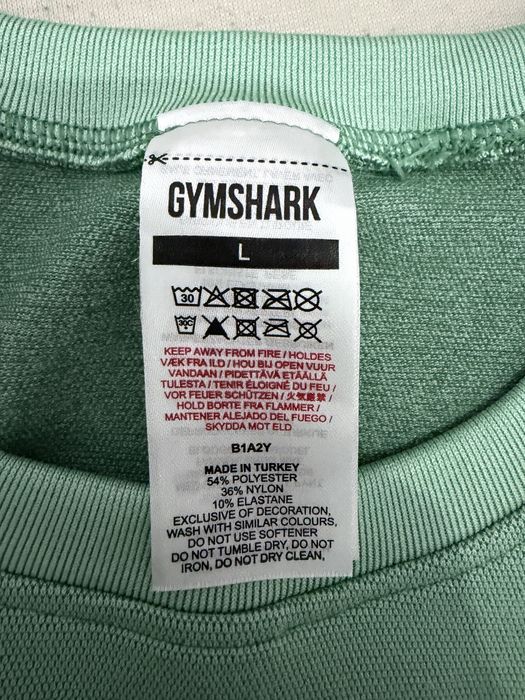 GYMSHARK
L
30
30C
KEEP AWAY FROM FIRE / HOLDES
VÆK FRA ILD / HOU BIJ OPEN VUUR
VANDAAN / PIDETTÄVÄ ETÄÄLLÄ
TULESTA / TENIR ÉLOIGNÉ DU FEU /
VOR FEUER SCHÜTZEN / 火気厳禁 /
HOLD BORTE FRA FLAMMER /
MANTENER ALEJADO DEL FUEGO /
SKYDDA MOT ELD
B1A2Y
MADE IN TURKEY
54% POLYESTER
36% NYLON
10% ELASTANE
EXCLUSIVE OF DECORATION,
WASH WITH SIMILAR COLOURS,
DO NOT USE SOFTENER
DO NOT TUMBLE DRY, DO NOT
IRON, DO NOT DRY CLEAN,